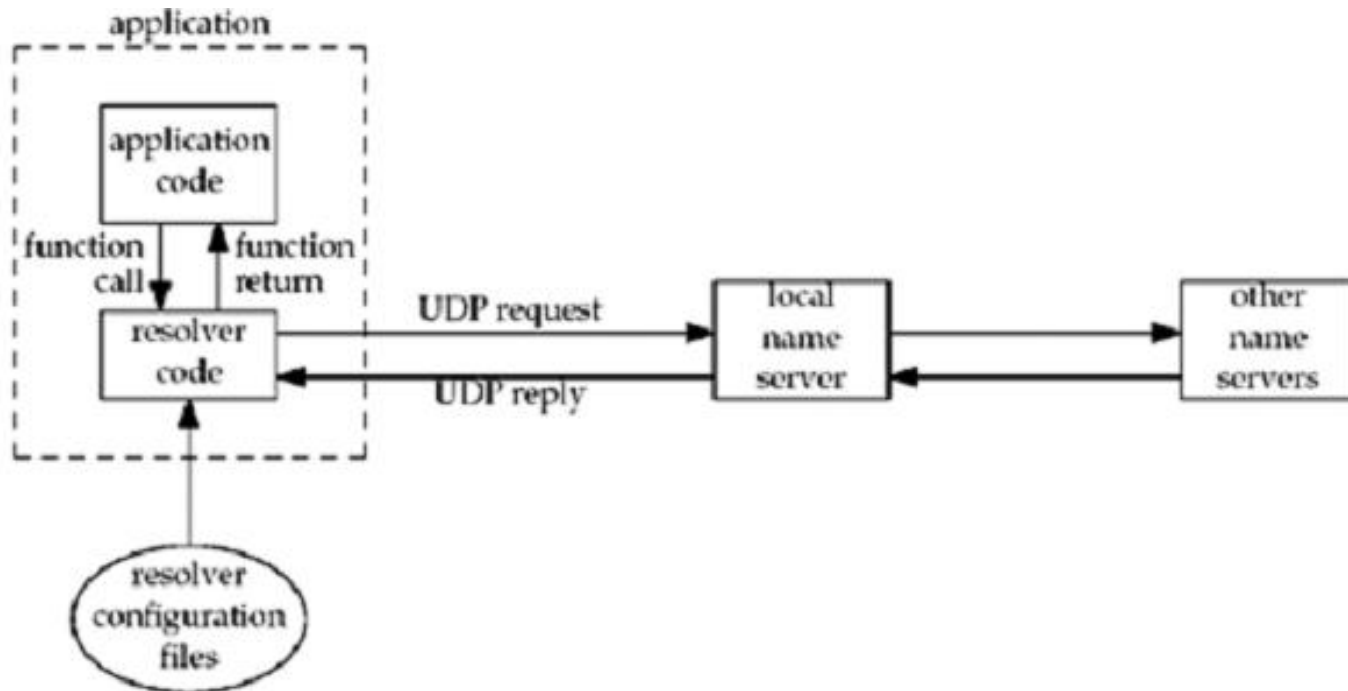 application
application
code
function
call
function
return
resolver
code
UDP request
UDP reply
local
name
server
other
name
servers
resolver
configuration
files